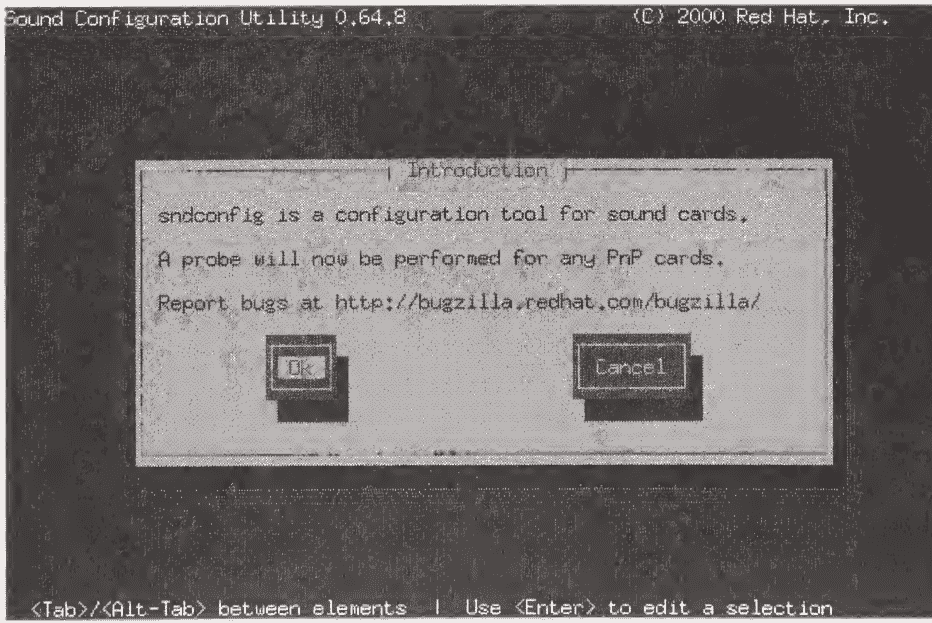 Sound Configuration Utility 0.64.8 (C) 2000 Red Hat, Inc.
Introduction
sndconfig is a configuration tool for sound cards.
A probe will now be performed for any PnP cards.
Report bugs at http://bugzilla.redhat.com/bugzilla/
Ok Cancel
<Tab>/<Alt-Tab> between elements | Use <Enter> to edit a selection